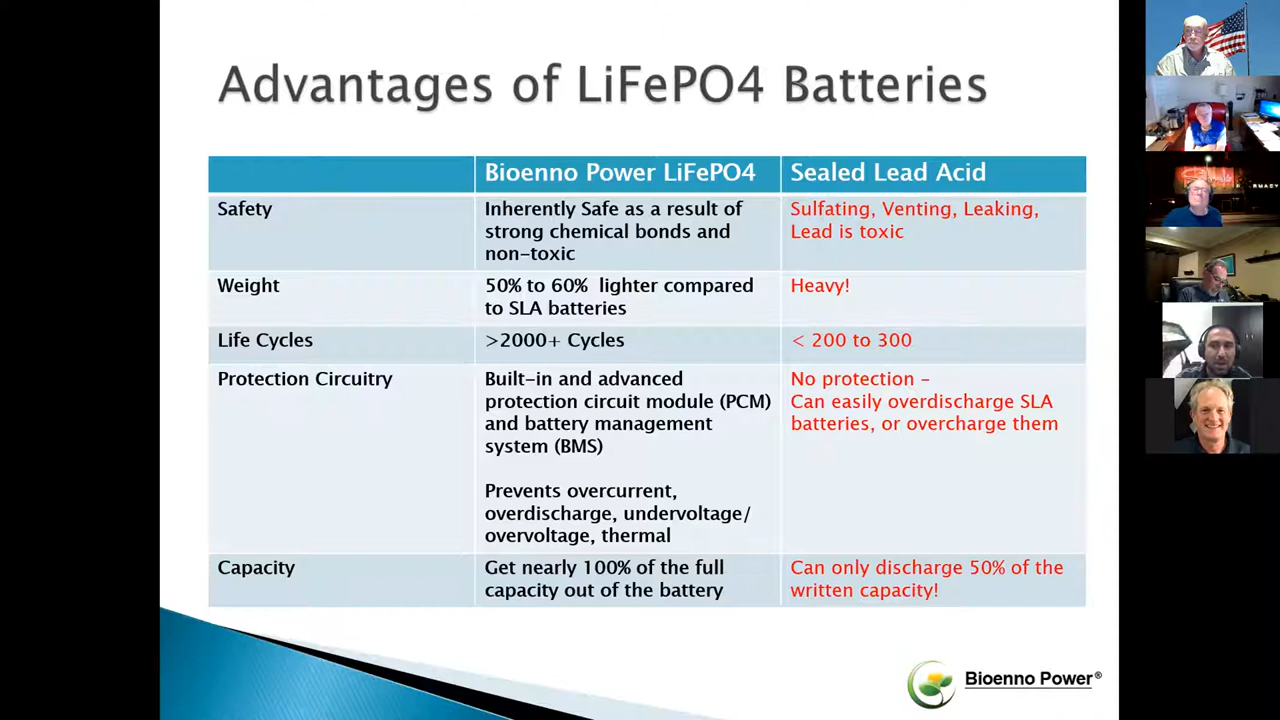 Advantages of LiFePO4 Batteries
Bioenno Power LiFePO4
Sealed Lead Acid
Safety
Inherently Safe as a result of
strong chemical bonds and
non-toxic
Sulfating, Venting, Leaking,
Lead is toxic
Weight
50% to 60% lighter compared
to SLA batteries
Heavy!
Life Cycles
>2000+ Cycles
< 200 to 300
Protection Circuitry
Built-in and advanced
protection circuit module (PCM)
and battery management
system (BMS)
Prevents overcurrent,
overdischarge, undervoltage/
overvoltage, thermal
No protection –
Can easily overdischarge SLA
batteries, or overcharge them
Capacity
Get nearly 100% of the full
capacity out of the battery
Can only discharge 50% of the
written capacity!
Bioenno Power®